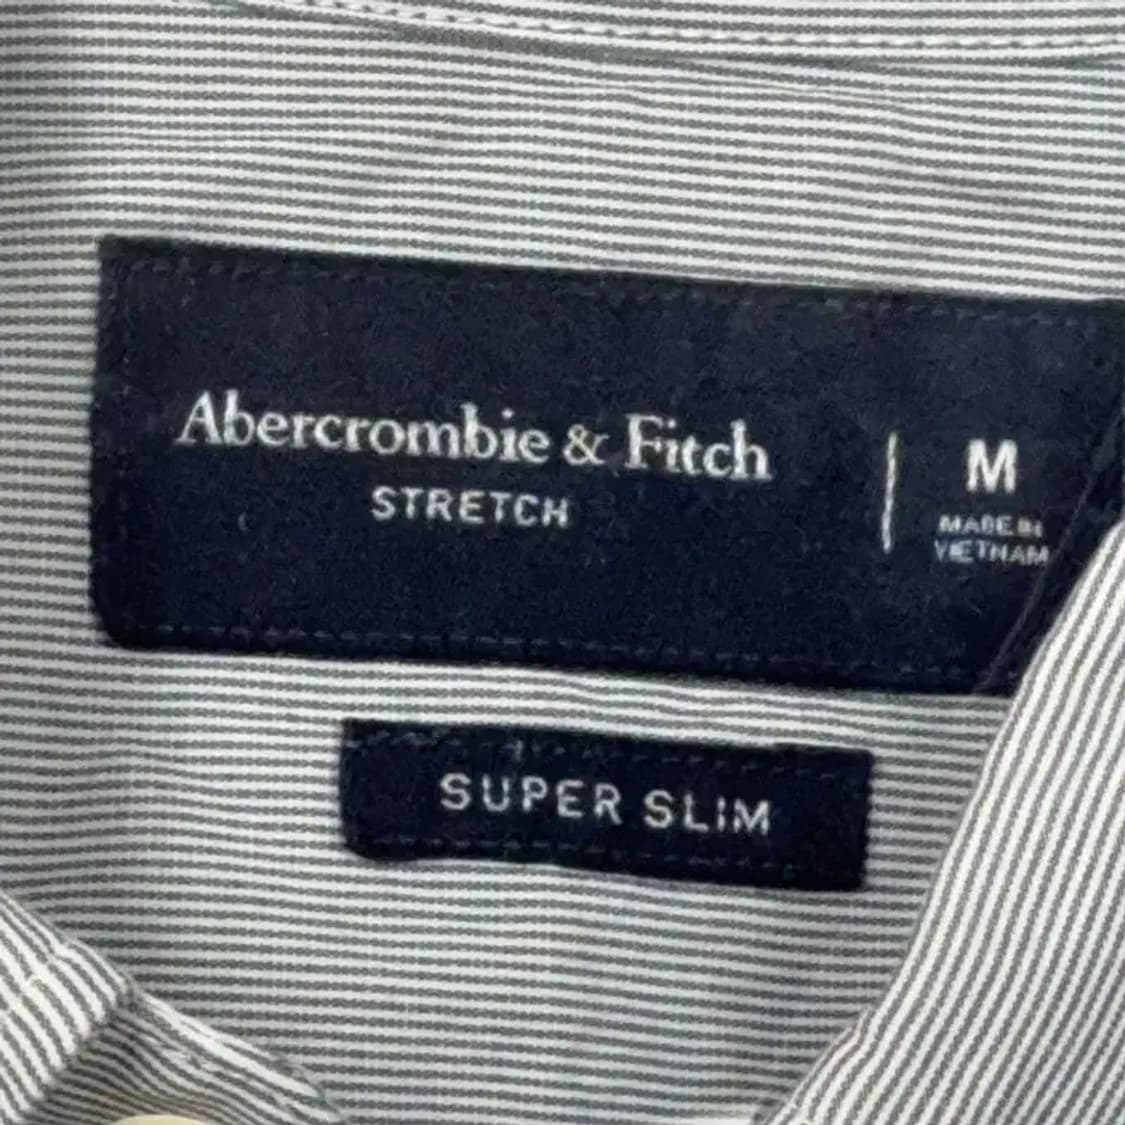 Abercrombie & Fitch
STRETCH
M
MADE IN
VIETNAM
SUPER SLIM